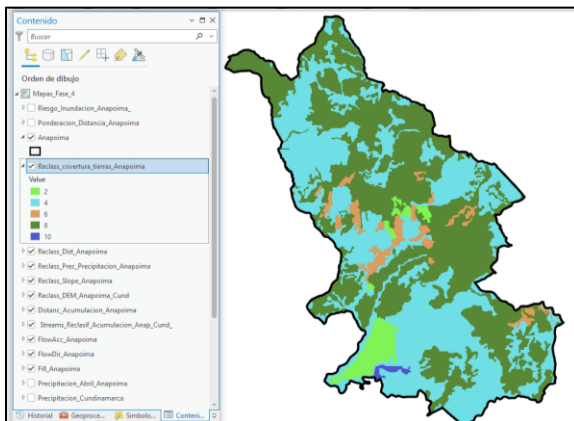 Contenido
Buscar
Orden de dibujo
Mapas_Fase_4
Riesgo_Inundacion_Anapoima_
Ponderacion_Distancia_Anapoima
Anapoima
Reclass_covertura_tierras_Anapoima
Value
2
4
6
8
10
Reclass_Dist_Anapoima
Reclass_Prec_Precipitacion_Anapoima
Reclass_Slope_Anapoima
Reclass_DEM_Anapoima_Cund
Distanc_Acumulacion_Anapoima
Streams_Reclasif_Acumulacion_Anap_Cund_
FlowAcc_Anapoima
FlowDir_Anapoima
Fill_Anapoima
Precipitacion_Abril_Anapoima
Precipitacion_Cundinamarca
Historial Geoproce... Simbolo... Conteni...